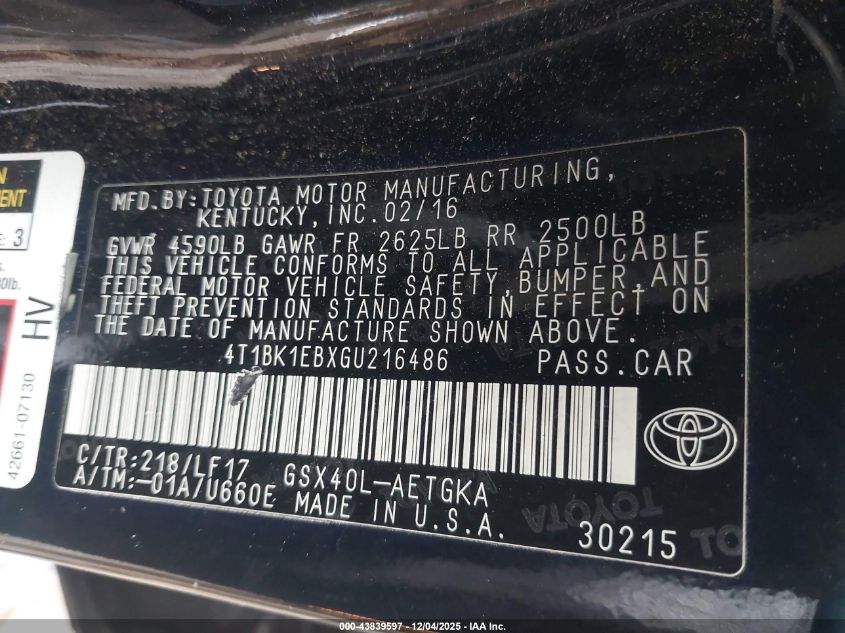 MFD. BY: TOYOTA MOTOR MANUFACTURING,
KENTUCKY, INC. 02/16
GVWR 4590LB GAWR FR 2625LB RR 2500LB
THIS VEHICLE CONFORMS TO ALL APPLICABLE
FEDERAL MOTOR VEHICLE SAFETY, BUMPER, AND
THEFT PREVENTION STANDARDS IN EFFECT ON
THE DATE OF MANUFACTURE SHOWN ABOVE.
4T1BK1EBXGU216486 PASS. CAR
C/TR: 218/LF17 GSX40L-AETGKA
A/TM: -01A/U660E MADE IN U.S.A.
30215
TOYOTA
: 3
HV
42661-07130
000-43839597 - 12/04/2025 - IAA Inc.